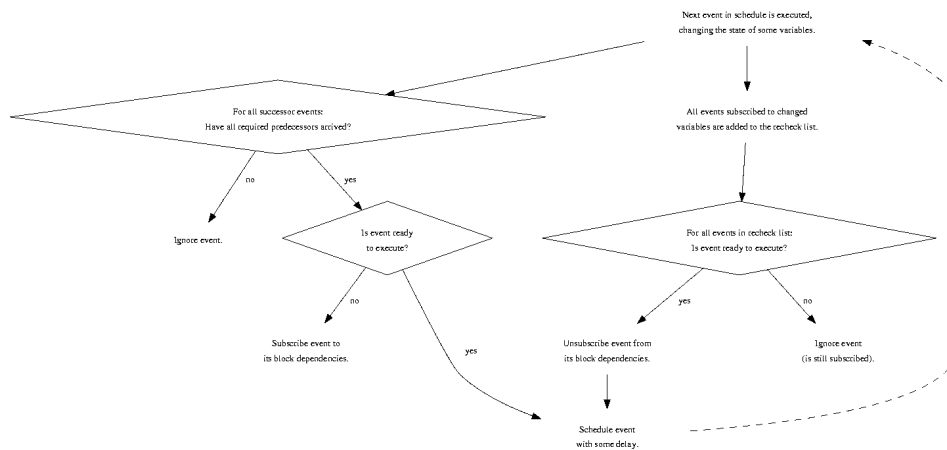 Next event in schedule is executed,
changing the state of some variables.
For all successor events:
Have all required predecessors arrived?
All events subscribed to changed
variables are added to the recheck list.
no
yes
Ignore event.
Is event ready
to execute?
For all events in recheck list:
Is event ready to execute?
no
yes
yes
no
Subscribe event to
its block dependencies.
Unsubscribe event from
its block dependencies.
Ignore event
(is still subscribed).
Schedule event
with some delay.